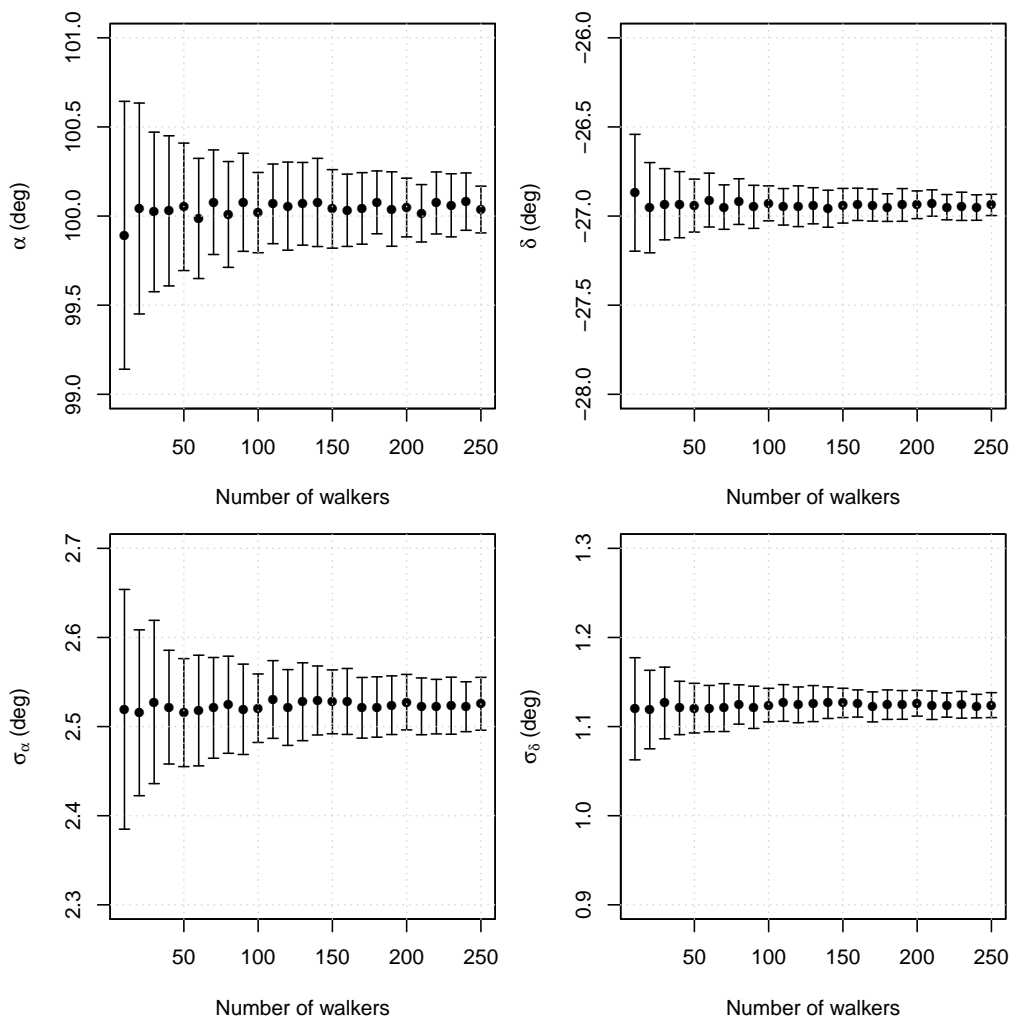 101.0
100.5
100.0
99.5
99.0
α (deg)
50 100 150 200 250
Number of walkers
−26.0
−26.5
−27.0
−27.5
−28.0
δ (deg)
50 100 150 200 250
Number of walkers
2.7
2.6
2.5
2.4
2.3
σα (deg)
50 100 150 200 250
Number of walkers
1.3
1.2
1.1
1.0
0.9
σδ (deg)
50 100 150 200 250
Number of walkers